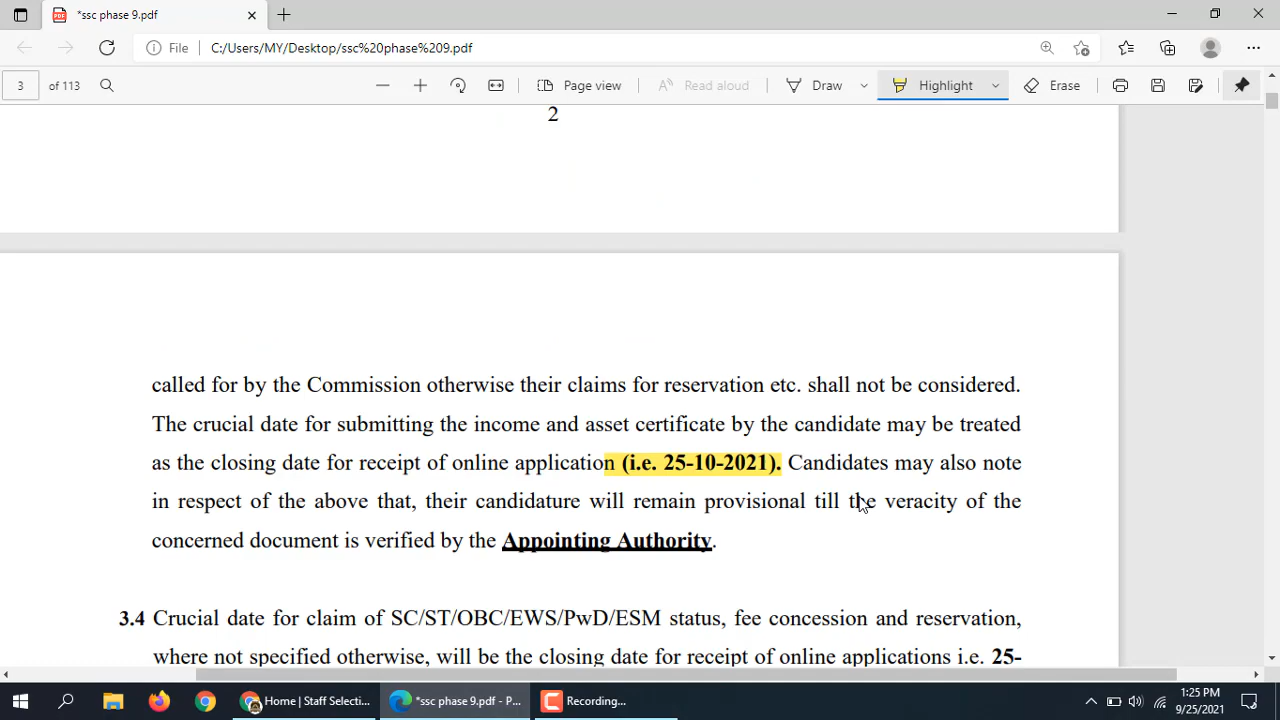 *ssc phase 9.pdf
File C:/Users/MY/Desktop/ssc%20phase%209.pdf
3 of 113 Page view Read aloud Draw Highlight Erase
2
called for by the Commission otherwise their claims for reservation etc. shall not be considered.
The crucial date for submitting the income and asset certificate by the candidate may be treated
as the closing date for receipt of online application (i.e. 25-10-2021). Candidates may also note
in respect of the above that, their candidature will remain provisional till the veracity of the
concerned document is verified by the Appointing Authority.
3.4 Crucial date for claim of SC/ST/OBC/EWS/PwD/ESM status, fee concession and reservation,
where not specified otherwise, will be the closing date for receipt of online applications i.e. 25-
Home | Staff Selecti... *ssc phase 9.pdf - P... Recording... 1:25 PM
9/25/2021